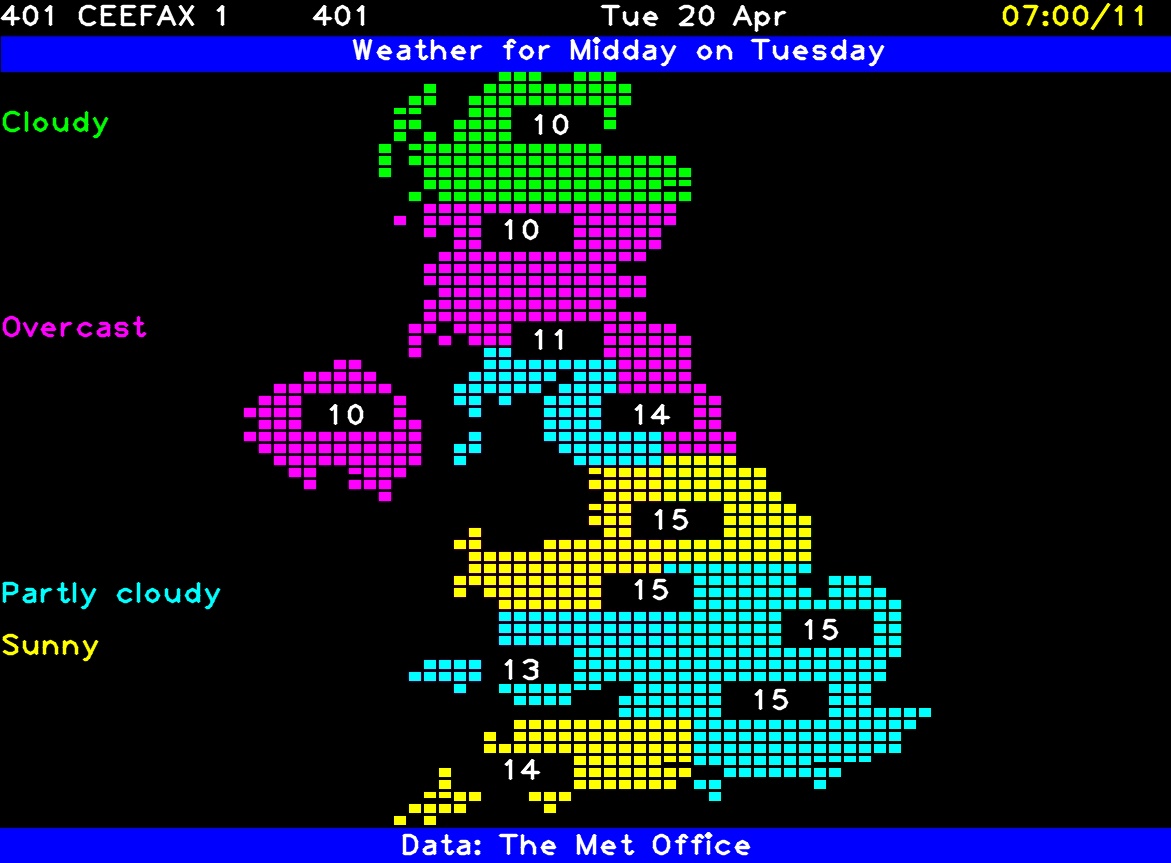 401 CEEFAX 1 401 Tue 20 Apr 07:00/11
Weather for Midday on Tuesday
Cloudy
10
10
Overcast
11
10
14
15
Partly cloudy
15
15
Sunny
13
15
14
Data: The Met Office